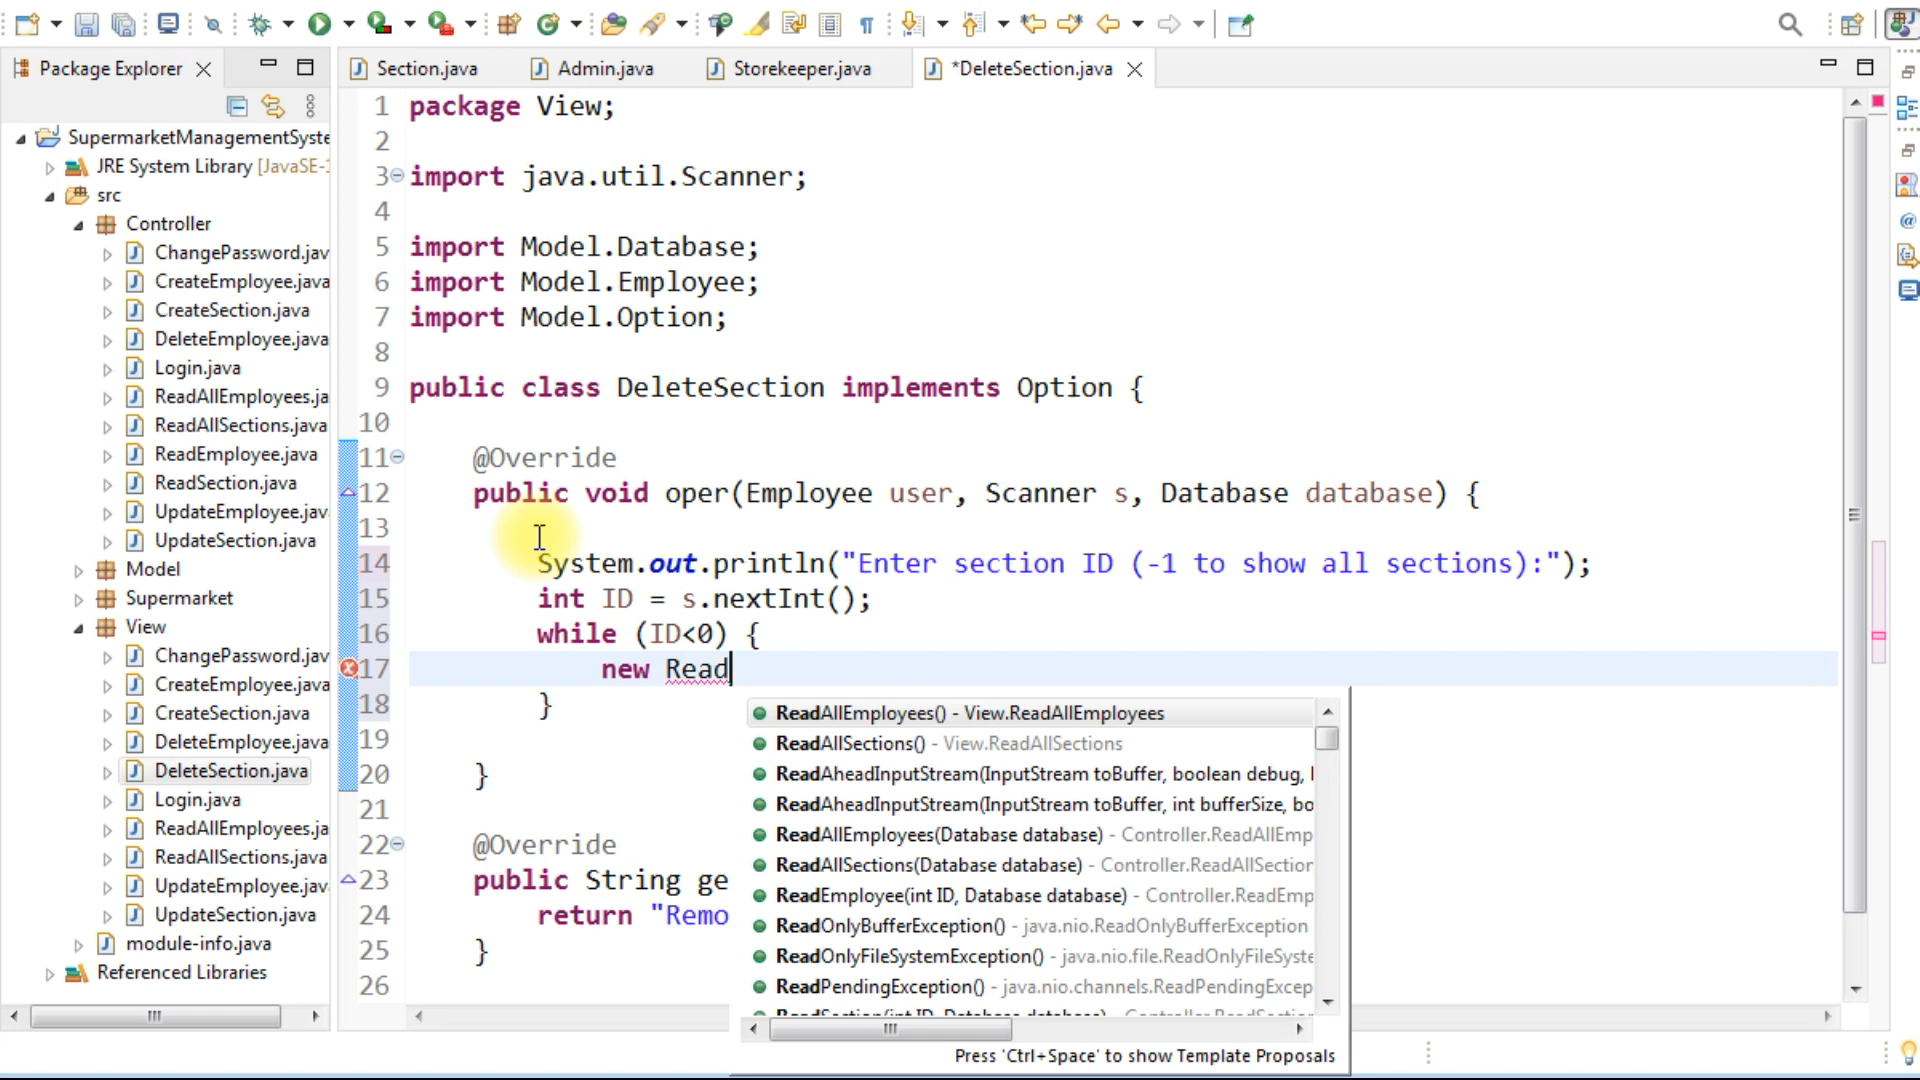 Package Explorer
Section.java
Admin.java
Storekeeper.java
*DeleteSection.java
SupermarketManagementSyste
JRE System Library [JavaSE-1
src
Controller
ChangePassword.jav
CreateEmployee.java
CreateSection.java
DeleteEmployee.java
Login.java
ReadAllEmployees.ja
ReadAllSections.java
ReadEmployee.java
ReadSection.java
UpdateEmployee.jav
UpdateSection.java
Model
Supermarket
View
ChangePassword.jav
CreateEmployee.java
CreateSection.java
DeleteEmployee.java
DeleteSection.java
Login.java
ReadAllEmployees.ja
ReadAllSections.java
UpdateEmployee.jav
UpdateSection.java
module-info.java
Referenced Libraries
1 package View;
2
3 import java.util.Scanner;
4
5 import Model.Database;
6 import Model.Employee;
7 import Model.Option;
8
9 public class DeleteSection implements Option {
10
11 @Override
12 public void oper(Employee user, Scanner s, Database database) {
13
14 System.out.println("Enter section ID (-1 to show all sections):");
15 int ID = s.nextInt();
16 while (ID<0) {
17 new Read
18 }
19
20 }
21
22 @Override
23 public String ge
24 return "Remo
25 }
26
ReadAllEmployees() - View.ReadAllEmployees
ReadAllSections() - View.ReadAllSections
ReadAheadInputStream(InputStream toBuffer, boolean debug, 
ReadAheadInputStream(InputStream toBuffer, int bufferSize, bo
ReadAllEmployees(Database database) - Controller.ReadAllEmp
ReadAllSections(Database database) - Controller.ReadAllSection
ReadEmployee(int ID, Database database) - Controller.ReadEmp
ReadOnlyBufferException() - java.nio.ReadOnlyBufferException
ReadOnlyFileSystemException() - java.nio.file.ReadOnlyFileSyste
ReadPendingException() - java.nio.channels.ReadPendingExcep
Press 'Ctrl+Space' to show Template Proposals